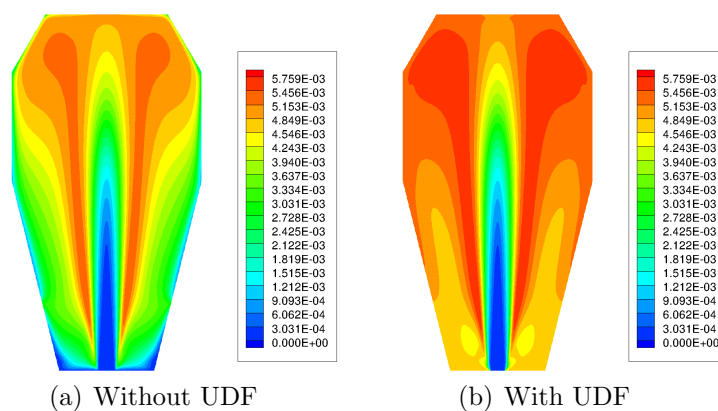 5.759E-03
5.456E-03
5.153E-03
4.849E-03
4.546E-03
4.243E-03
3.940E-03
3.637E-03
3.334E-03
3.031E-03
2.728E-03
2.425E-03
2.122E-03
1.819E-03
1.515E-03
1.212E-03
9.093E-04
6.062E-04
3.031E-04
0.000E+00
(a) Without UDF
5.759E-03
5.456E-03
5.153E-03
4.849E-03
4.546E-03
4.243E-03
3.940E-03
3.637E-03
3.334E-03
3.031E-03
2.728E-03
2.425E-03
2.122E-03
1.819E-03
1.515E-03
1.212E-03
9.093E-04
6.062E-04
3.031E-04
0.000E+00
(b) With UDF